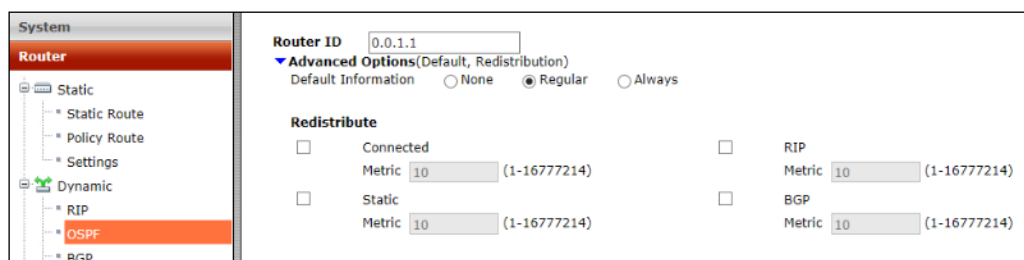 System
Router
Static
Static Route
Policy Route
Settings
Dynamic
RIP
OSPF
BGP
Router ID 0.0.1.1
Advanced Options(Default, Redistribution)
Default Information None Regular Always
Redistribute
Connected RIP
Metric 10 (1-16777214) Metric 10 (1-16777214)
Static BGP
Metric 10 (1-16777214) Metric 10 (1-16777214)